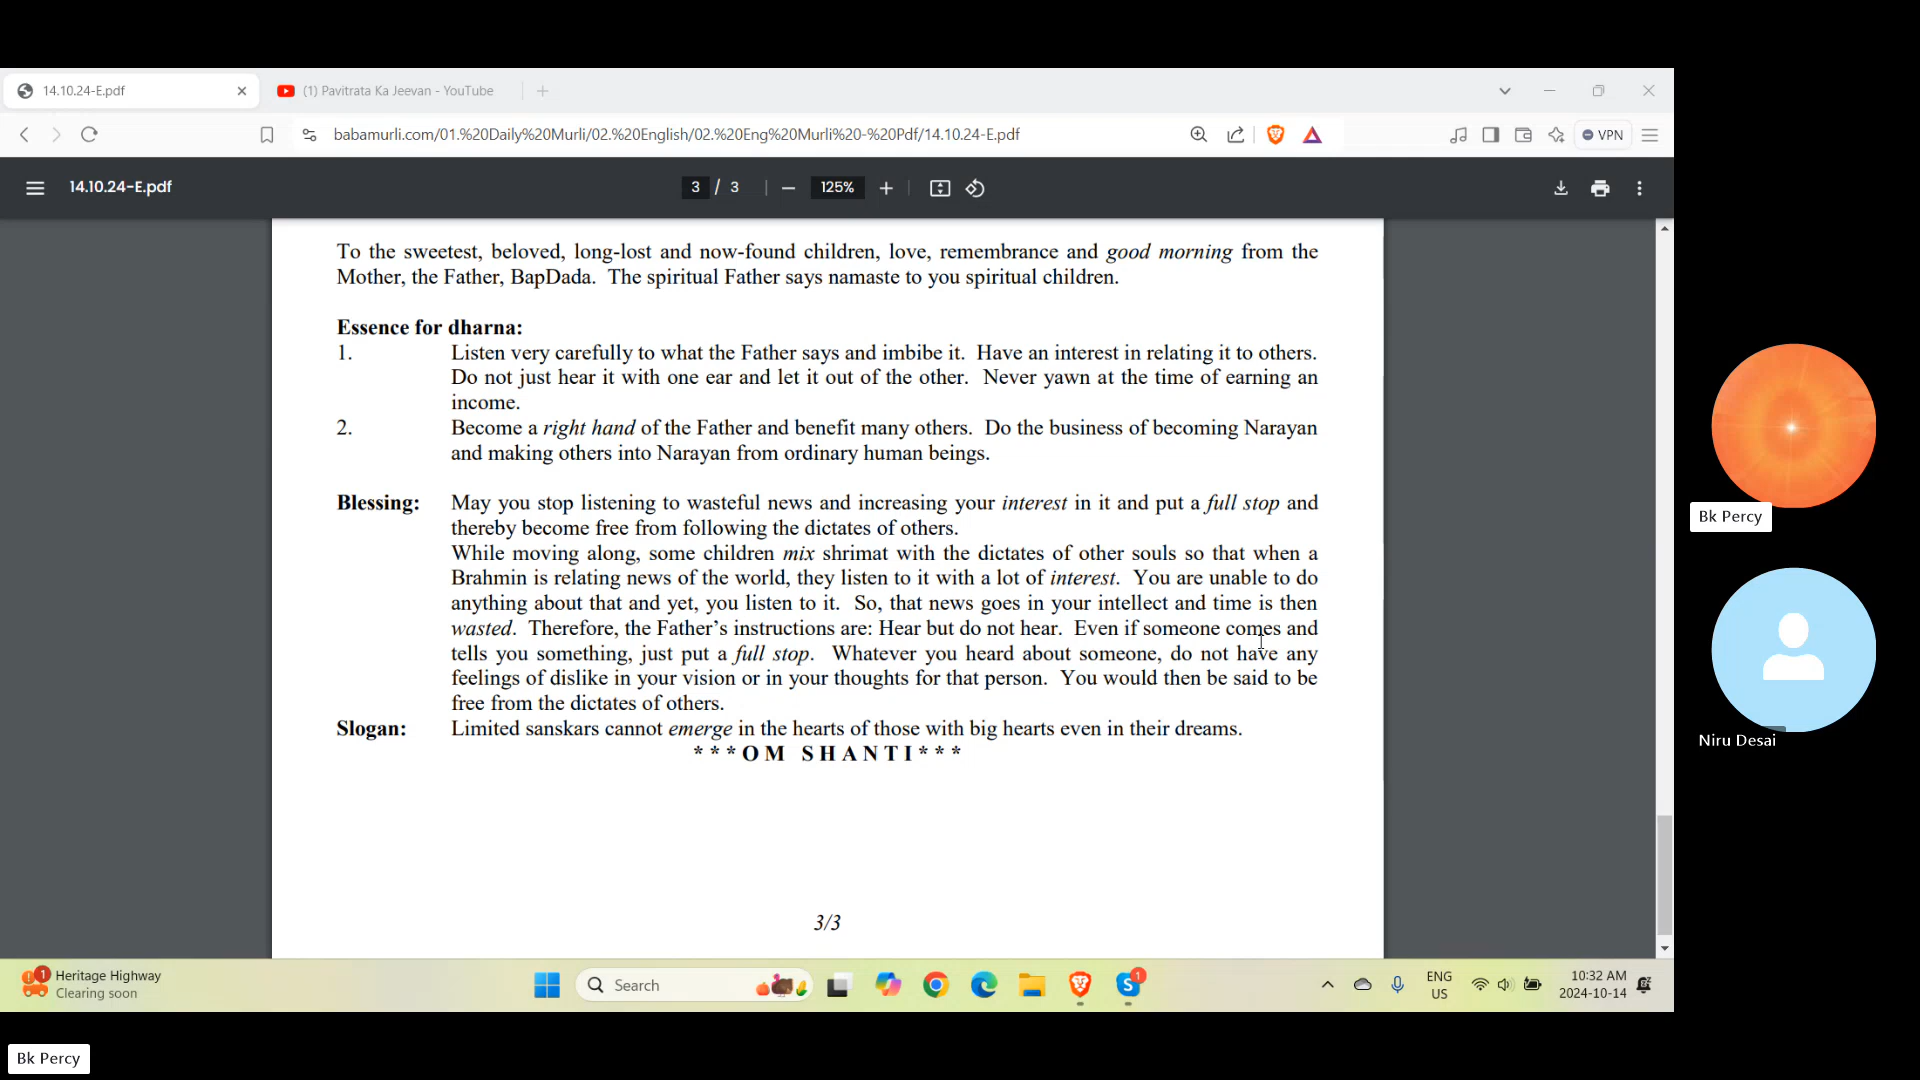 14.10.24-E.pdf
(1) Pavitrata Ka Jeevan - YouTube
babamurli.com/01.%20Daily%20Murli/02.%20English/02.%20Eng%20Murli%20-%20Pdf/14.10.24-E.pdf
VPN
14.10.24-E.pdf
3 / 3
125%
To the sweetest, beloved, long-lost and now-found children, love, remembrance and good morning from the
Mother, the Father, BapDada. The spiritual Father says namaste to you spiritual children.
Essence for dharna:
1. Listen very carefully to what the Father says and imbibe it. Have an interest in relating it to others.
Do not just hear it with one ear and let it out of the other. Never yawn at the time of earning an
income.
2. Become a right hand of the Father and benefit many others. Do the business of becoming Narayan
and making others into Narayan from ordinary human beings.
Blessing: May you stop listening to wasteful news and increasing your interest in it and put a full stop and
thereby become free from following the dictates of others.
While moving along, some children mix shrimat with the dictates of other souls so that when a
Brahmin is relating news of the world, they listen to it with a lot of interest. You are unable to do
anything about that and yet, you listen to it. So, that news goes in your intellect and time is then
wasted. Therefore, the Father's instructions are: Hear but do not hear. Even if someone comes and
tells you something, just put a full stop. Whatever you heard about someone, do not have any
feelings of dislike in your vision or in your thoughts for that person. You would then be said to be
free from the dictates of others.
Slogan: Limited sanskars cannot emerge in the hearts of those with big hearts even in their dreams.
***OM SHANTI***
3/3
Bk Percy
Niru Desai
1
Heritage Highway
Clearing soon
Search
S
1
ENG
US
10:32 AM
2024-10-14
Bk Percy